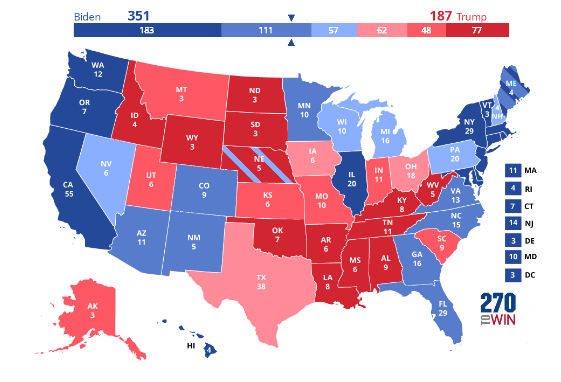 Biden 351 187 Trump
183 111 57 62 48 77
WA
12
OR
7
CA
55
NV
6
ID
4
MT
3
WY
3
UT
6
AZ
11
CO
9
NM
5
ND
3
SD
3
NE
5
KS
6
OK
7
TX
38
MN
10
IA
6
MO
10
AR
6
LA
8
WI
10
IL
20
MI
16
IN
11
OH
18
KY
8
TN
11
MS
6
AL
9
GA
16
FL
29
SC
9
NC
15
VA
13
WV
5
PA
20
NY
29
VT
3
4
NH
ME
4
AK
3
HI
4
11 MA
4 RI
7 CT
14 NJ
3 DE
10 MD
3 DC
270
TO WIN